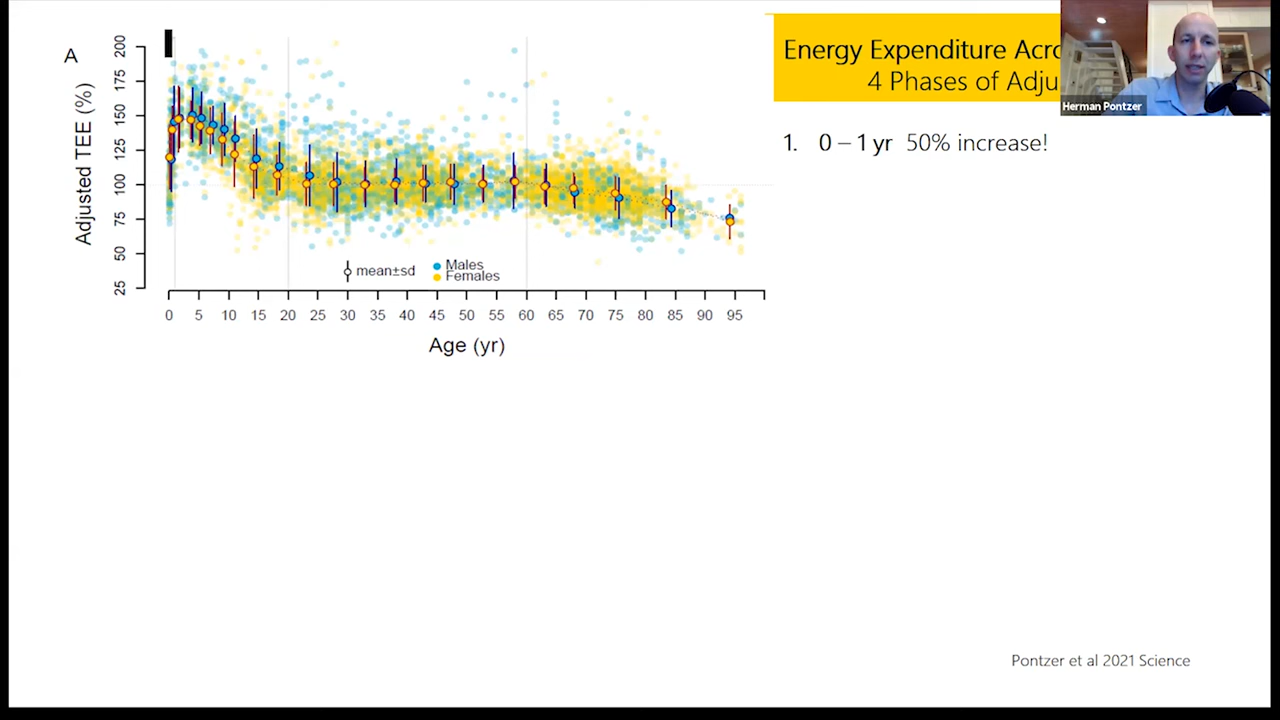 A
Adjusted TEE (%)
200
175
150
125
100
75
50
25
mean±sd
Males
Females
0 5 10 15 20 25 30 35 40 45 50 55 60 65 70 75 80 85 90 95
Age (yr)
Energy Expenditure
4 Phases of
Herman Pontzer
1. 0 – 1 yr 50% increase!
Pontzer et al 2021 Science